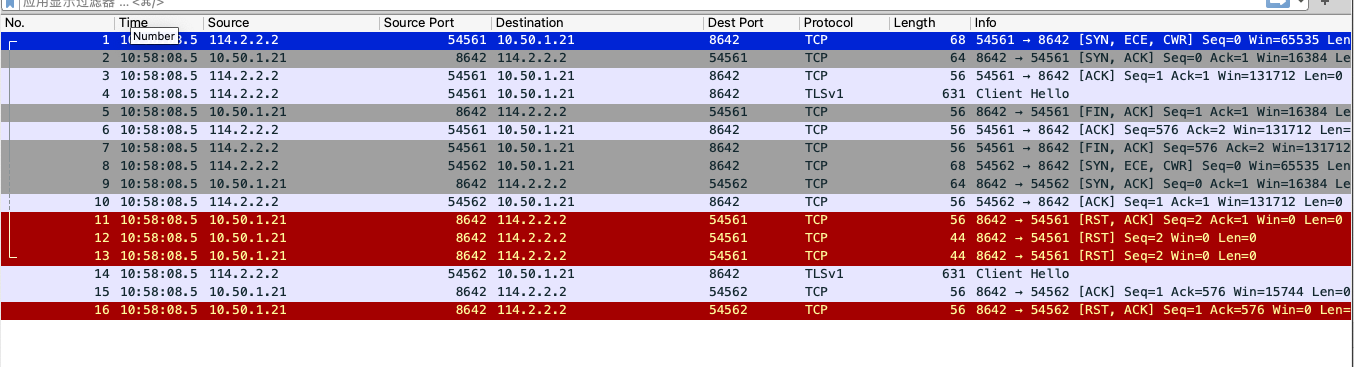 应用显示过滤器 … <⌘/>
No. Time Source Source Port Destination Dest Port Protocol Length Info
Number
1 8.5 114.2.2.2 54561 10.50.1.21 8642 TCP 68 54561 → 8642 [SYN, ECE, CWR] Seq=0 Win=65535 Len
2 10:58:08.5 10.50.1.21 8642 114.2.2.2 54561 TCP 64 8642 → 54561 [SYN, ACK] Seq=0 Ack=1 Win=16384 Le
3 10:58:08.5 114.2.2.2 54561 10.50.1.21 8642 TCP 56 54561 → 8642 [ACK] Seq=1 Ack=1 Win=131712 Len=0
4 10:58:08.5 114.2.2.2 54561 10.50.1.21 8642 TLSv1 631 Client Hello
5 10:58:08.5 10.50.1.21 8642 114.2.2.2 54561 TCP 56 8642 → 54561 [FIN, ACK] Seq=1 Ack=1 Win=16384 Le
6 10:58:08.5 114.2.2.2 54561 10.50.1.21 8642 TCP 56 54561 → 8642 [ACK] Seq=576 Ack=2 Win=131712 Len=
7 10:58:08.5 114.2.2.2 54561 10.50.1.21 8642 TCP 56 54561 → 8642 [FIN, ACK] Seq=576 Ack=2 Win=131712
8 10:58:08.5 114.2.2.2 54562 10.50.1.21 8642 TCP 68 54562 → 8642 [SYN, ECE, CWR] Seq=0 Win=65535 Len
9 10:58:08.5 10.50.1.21 8642 114.2.2.2 54562 TCP 64 8642 → 54562 [SYN, ACK] Seq=0 Ack=1 Win=16384 Le
10 10:58:08.5 114.2.2.2 54562 10.50.1.21 8642 TCP 56 54562 → 8642 [ACK] Seq=1 Ack=1 Win=131712 Len=0
11 10:58:08.5 10.50.1.21 8642 114.2.2.2 54561 TCP 56 8642 → 54561 [RST, ACK] Seq=2 Ack=1 Win=0 Len=0
12 10:58:08.5 10.50.1.21 8642 114.2.2.2 54561 TCP 44 8642 → 54561 [RST] Seq=2 Win=0 Len=0
13 10:58:08.5 10.50.1.21 8642 114.2.2.2 54561 TCP 44 8642 → 54561 [RST] Seq=2 Win=0 Len=0
14 10:58:08.5 114.2.2.2 54562 10.50.1.21 8642 TLSv1 631 Client Hello
15 10:58:08.5 10.50.1.21 8642 114.2.2.2 54562 TCP 56 8642 → 54562 [ACK] Seq=1 Ack=576 Win=15744 Len=0
16 10:58:08.5 10.50.1.21 8642 114.2.2.2 54562 TCP 56 8642 → 54562 [RST, ACK] Seq=1 Ack=576 Win=0 Len=